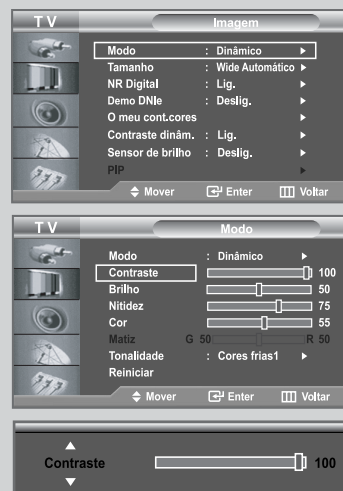 TV Imagem
Modo : Dinâmico
Tamanho : Wide Automático
NR Digital : Lig.
Demo DNIe : Deslig.
O meu cont.cores
Contraste dinâm. : Lig.
Sensor de brilho : Deslig.
PIP
Mover Enter Voltar
TV Modo
Modo : Dinâmico
Contraste 100
Brilho 50
Nitidez 75
Cor 55
Matiz G 50 R 50
Tonalidade : Cores frias1
Reiniciar
Mover Enter Voltar
Contraste 100